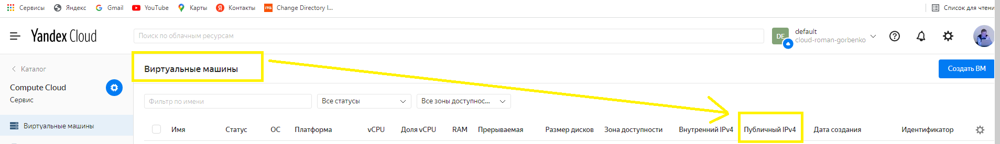 Сервисы Яндекс Gmail YouTube Карты Контакты ITG Change Directory I... Список для чтени
Yandex Cloud Поиск по облачным ресурсам DE default
cloud-roman-gorbenko
Каталог Виртуальные машины Создать ВМ
Compute Cloud
Сервис Фильтр по имени Все статусы Все зоны доступнос...
Виртуальные машины Имя Статус ОС Платформа vCPU Доля vCPU RAM Прерываемая Размер дисков Зона доступности Внутренний IPv4 Публичный IPv4 Дата создания Идентификатор